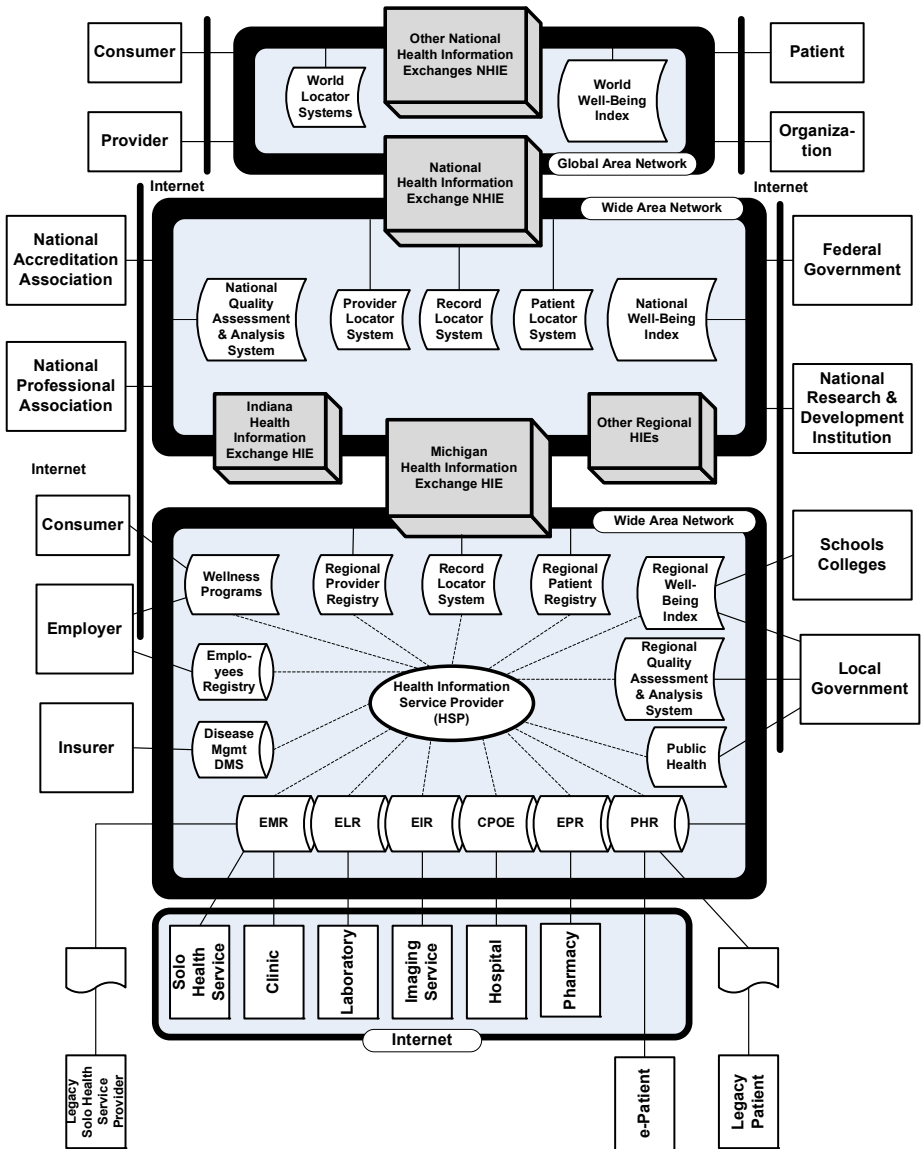 Consumer
Other National
Health Information
Exchanges NHIE
Patient
World
Locator
Systems
World
Well-Being
Index
Provider
Organiza-
tion
Global Area Network
Internet
National
Health Information
Exchange NHIE
Internet
Wide Area Network
National
Accreditation
Association
Federal
Government
National
Quality
Assessment
& Analysis
System
Provider
Locator
System
Record
Locator
System
Patient
Locator
System
National
Well-Being
Index
National
Professional
Association
National
Research &
Development
Institution
Indiana
Health
Information
Exchange HIE
Michigan
Health Information
Exchange HIE
Other Regional
HIEs
Internet
Wide Area Network
Consumer
Schools
Colleges
Wellness
Programs
Regional
Provider
Registry
Record
Locator
System
Regional
Patient
Registry
Regional
Well-
Being
Index
Employer
Employ-
ees
Registry
Health Information
Service Provider
(HSP)
Regional
Quality
Assessment
& Analysis
System
Local
Government
Insurer
Disease
Mgmt
DMS
Public
Health
EMR
ELR
EIR
CPOE
EPR
PHR
Solo
Health
Service
Clinic
Laboratory
Imaging
Service
Hospital
Pharmacy
Internet
Legacy
Solo Health
Service
Provider
e-Patient
Legacy
Patient